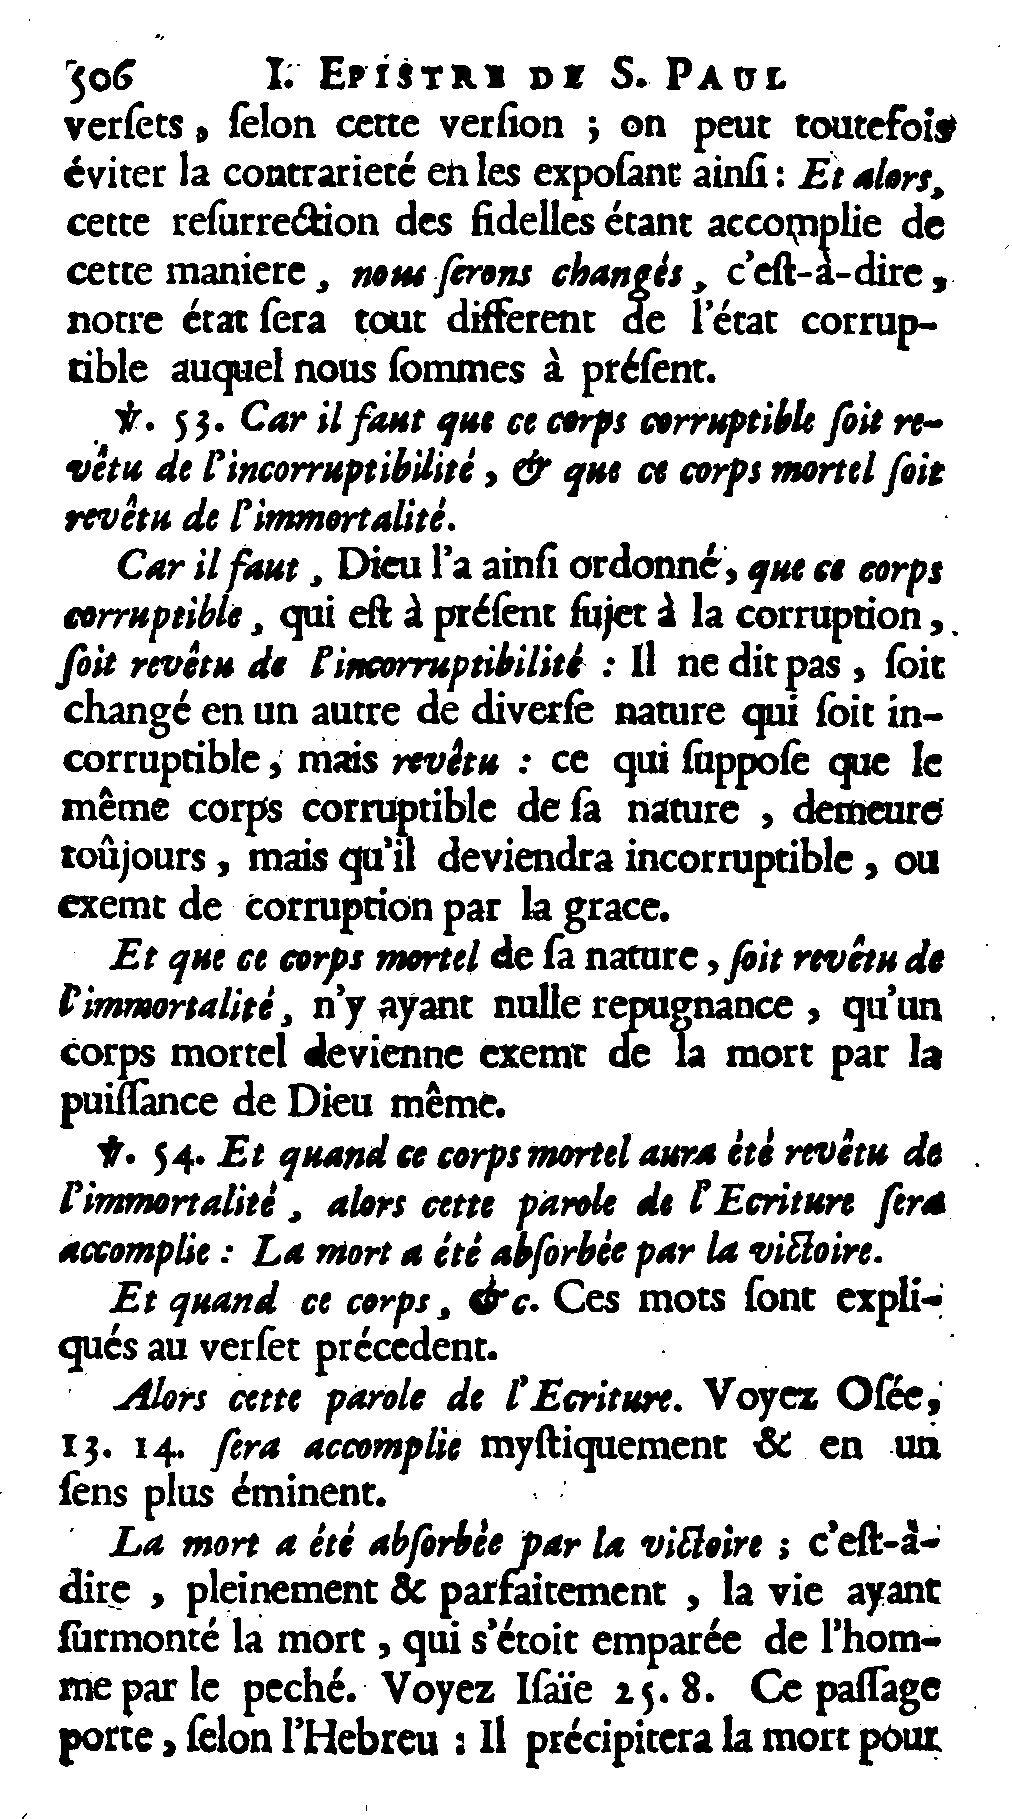 506 I. EPISTRE DE S. PAUL
verſets, ſelon cette verſion ; on peut toutefois
éviter la contrarieté en les expoſant ainſi : Et alors,
cette reſurrection des fidelles étant accomplie de
cette maniere, nous ſerons changés, c'eſt-à-dire,
notre état ſera tout different de l'état corrup-
tible auquel nous ſommes à préſent.
℣. 53. Car il faut que ce corps corruptible ſoit re-
vêtu de l'incorruptibilité, & que ce corps mortel ſoit
revêtu de l'immortalité.
Car il faut, Dieu l'a ainſi ordonné, que ce corps
corruptible, qui eſt à préſent ſujet à la corruption,
ſoit revêtu de l'incorruptibilité : Il ne dit pas, ſoit
changé en un autre de diverſe nature qui ſoit in-
corruptible, mais revêtu : ce qui ſuppoſe que le
même corps corruptible de ſa nature, demeure
toûjours, mais qu'il deviendra incorruptible, ou
exemt de corruption par la grace.
Et que ce corps mortel de ſa nature, ſoit revêtu de
l'immortalité, n'y ayant nulle repugnance, qu'un
corps mortel devienne exemt de la mort par la
puiſſance de Dieu même.
℣. 54. Et quand ce corps mortel aura été revêtu de
l'immortalité, alors cette parole de l'Ecriture ſera
accomplie : La mort a été abſorbée par la victoire.
Et quand ce corps, &c. Ces mots ſont expli-
qués au verſet précedent.
Alors cette parole de l'Ecriture. Voyez Oſée,
13. 14. ſera accomplie myſtiquement & en un
ſens plus éminent.
La mort a été abſorbée par la victoire ; c'eſt-à-
dire, pleinement & parfaitement, la vie ayant
ſurmonté la mort, qui s'étoit emparée de l'hom-
me par le peché. Voyez Iſaïe 25. 8. Ce paſſage
porte, ſelon l'Hebreu : Il précipitera la mort pour